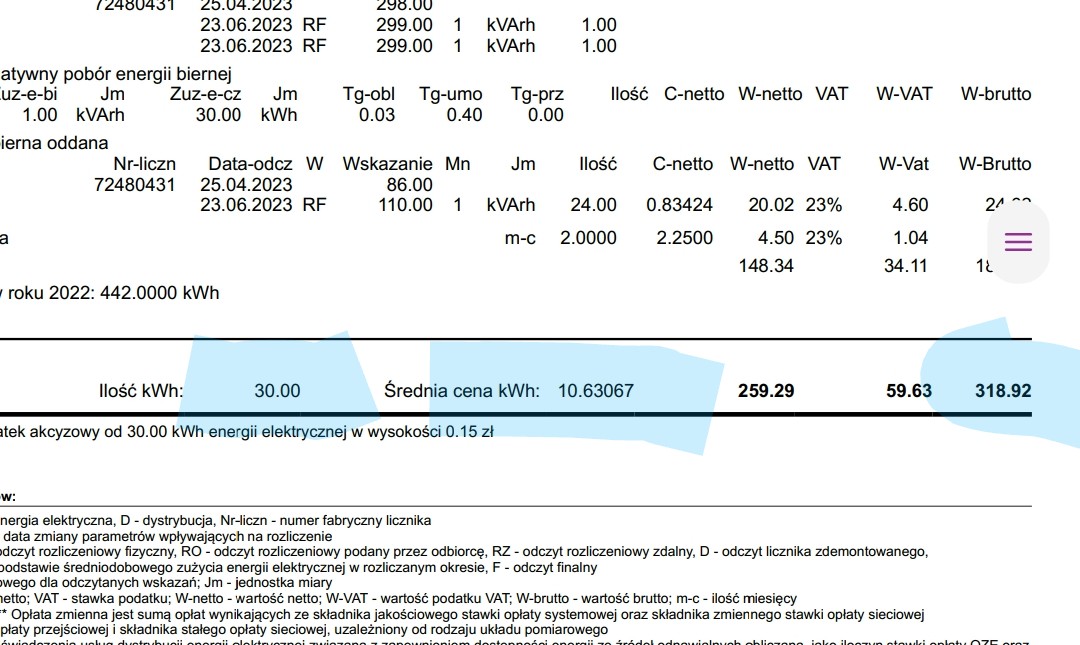 72480431 25.04.2023 298.00
23.06.2023 RF 299.00 1 kVArh 1.00
23.06.2023 RF 299.00 1 kVArh 1.00
atywny pobór energii biernej
Zuz-e-bi Jm Zuz-e-cz Jm Tg-obl Tg-umo Tg-prz Ilość C-netto W-netto VAT W-VAT W-brutto
1.00 kVArh 30.00 kWh 0.03 0.40 0.00
ierna oddana
Nr-liczn Data-odcz W Wskazanie Mn Jm Ilość C-netto W-netto VAT W-Vat W-Brutto
72480431 25.04.2023 86.00
23.06.2023 RF 110.00 1 kVArh 24.00 0.83424 20.02 23% 4.60
a m-c 2.0000 2.2500 4.50 23% 1.04
148.34 34.11
w roku 2022: 442.0000 kWh
Ilość kWh: 30.00 Średnia cena kWh: 10.63067 259.29 59.63 318.92
atek akcyzowy od 30.00 kWh energii elektrycznej w wysokości 0.15 zł
ów:
nergia elektryczna, D - dystrybucja, Nr-liczn - numer fabryczny licznika
data zmiany parametrów wpływających na rozliczenie
odczyt rozliczeniowy fizyczny, RO - odczyt rozliczeniowy podany przez odbiorcę, RZ - odczyt rozliczeniowy zdalny, D - odczyt licznika zdemontowanego,
podstawie średniodobowego zużycia energii elektrycznej w rozliczanym okresie, F - odczyt finalny
owego dla odczytanych wskazań; Jm - jednostka miary
netto; VAT - stawka podatku; W-netto - wartość netto; W-VAT - wartość podatku VAT; W-brutto - wartość brutto; m-c - ilość miesięcy
** Opłata zmienna jest sumą opłat wynikających ze składnika jakościowego stawki opłaty systemowej oraz składnika zmiennego stawki opłaty sieciowej
opłaty przejściowej i składnika stałego opłaty sieciowej, uzależniony od rodzaju układu pomiarowego